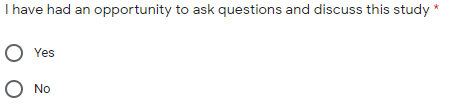 I have had an opportunity to ask questions and discuss this study *
Yes
No